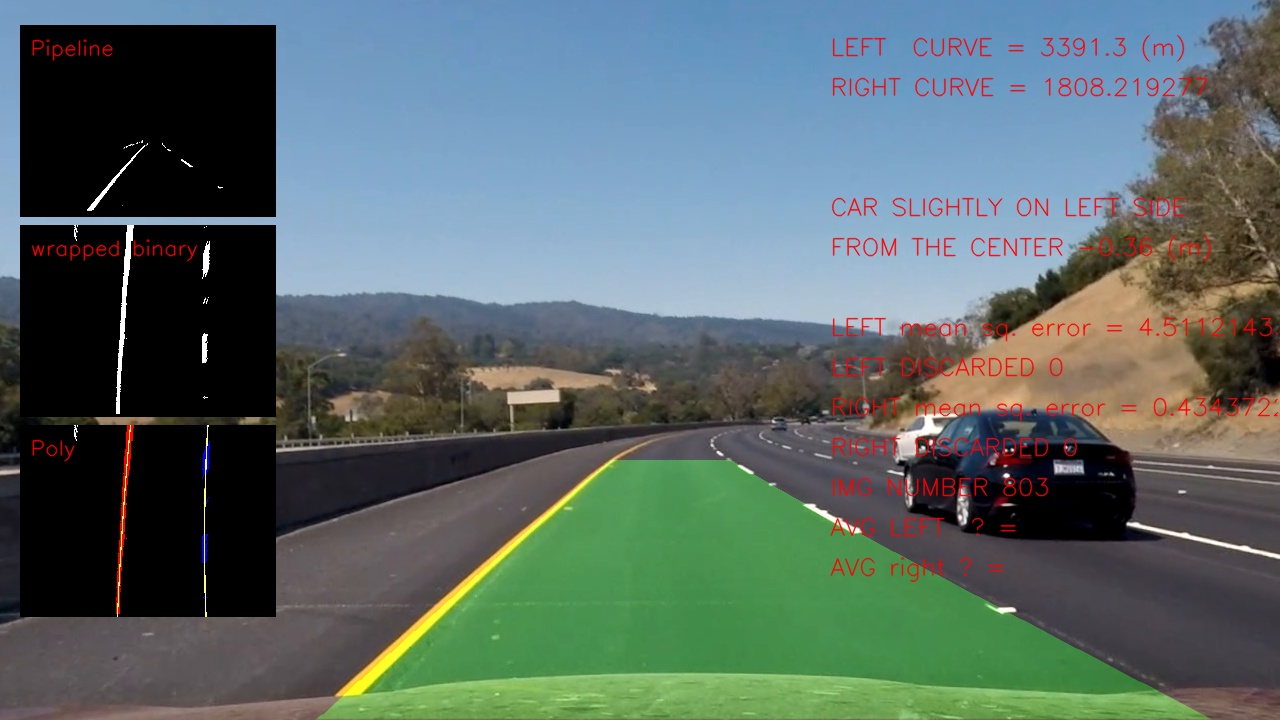 Pipeline
wrapped binary
Poly
LEFT CURVE = 3391.3 (m)
RIGHT CURVE = 1808.219277
CAR SLIGHTLY ON LEFT SIDE
FROM THE CENTER -0.36 (m)
LEFT mean sq. error = 4.5112143
LEFT DISCARDED 0
RIGHT mean sq. error = 0.434372
RIGHT DISCARDED 0
IMG NUMBER 803
AVG LEFT ? =
AVG right ? =